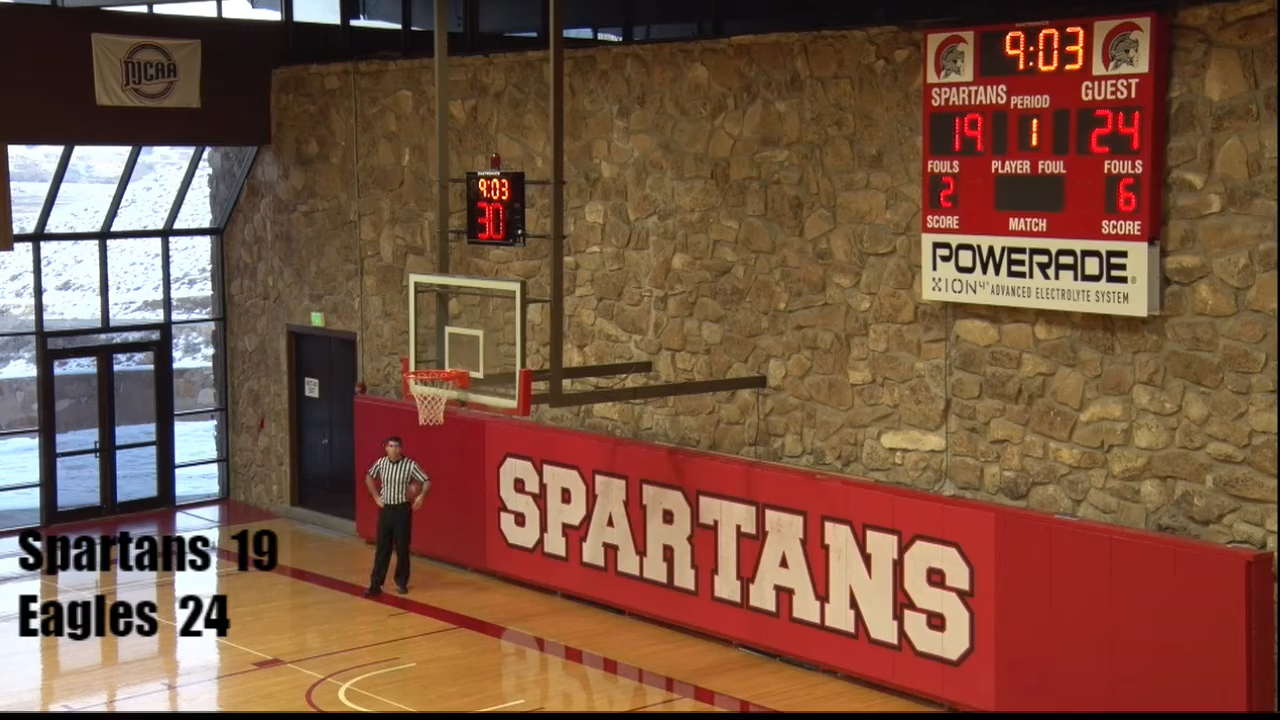 NJCAA
9:03
SPARTANS
PERIOD
GUEST
19
1
24
FOULS
PLAYER FOUL
FOULS
2
6
SCORE
MATCH
SCORE
POWERADE
ION4 ADVANCED ELECTROLYTE SYSTEM
9:03
30
SPARTANS
Spartans 19
Eagles 24